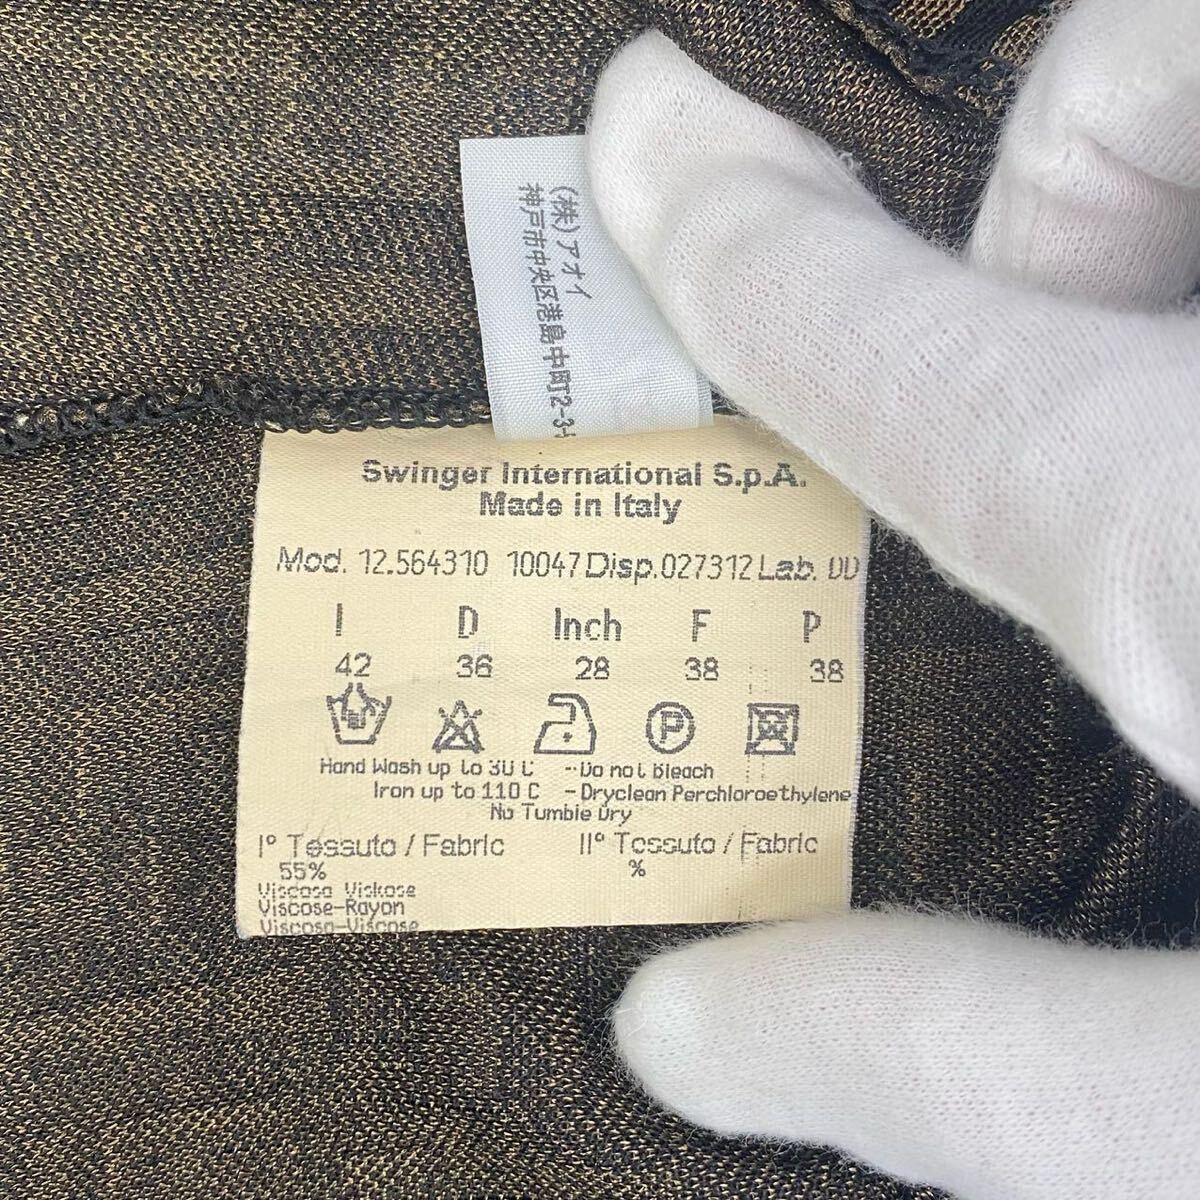 (株)アオイ
神戸市中央区港島中町2-3-
Swinger International S.p.A.
Made in Italy
Mod. 12.564310 10047 Disp.027312 Lab. 00
I D Inch F P
42 36 28 38 38
P
Hand Wash up to 30 C -Do not bleach
Iron up to 110 C -Dryclean Perchloroethylene
No Tumble Dry
I° Tessuto / Fabric II° Tessuto / Fabric
55% %
Viscosa Viskose
Viscose-Rayon
Viscosa-Viscose